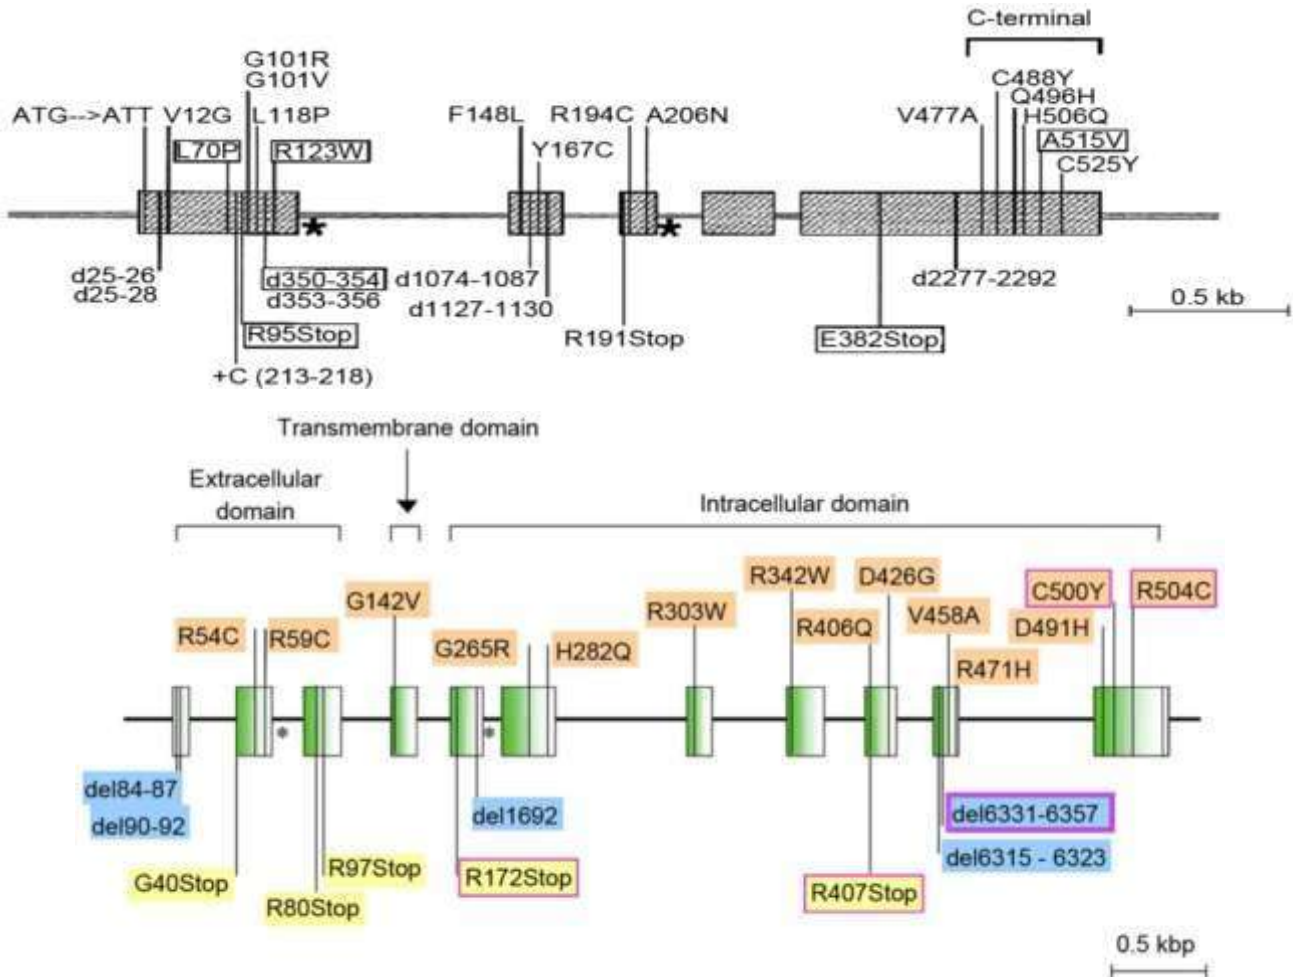 C-terminal
G101R
G101V
C488Y
Q496H
ATG-->ATT
V12G
L118P
F148L
R194C
A206N
V477A
H506Q
L70P
R123W
Y167C
A515V
C525Y
*
*
d25-26
d25-28
d350-354
d353-356
d1074-1087
d1127-1130
d2277-2292
0.5 kb
R95Stop
R191Stop
E382Stop
+C (213-218)
Transmembrane domain
Extracellular
domain
Intracellular domain
R342W
D426G
C500Y
R504C
G142V
R303W
V458A
R54C
R59C
G265R
H282Q
R406Q
D491H
R471H
*
*
del84-87
del90-92
del1692
del6331-6357
del6315 - 6323
G40Stop
R97Stop
R80Stop
R172Stop
R407Stop
0.5 kbp